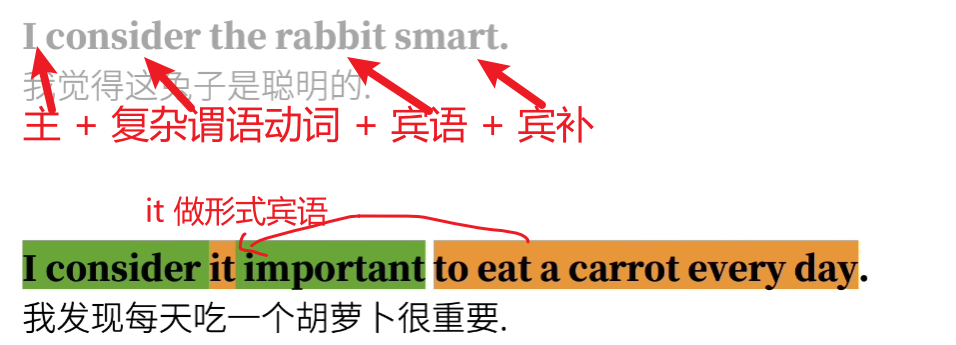 I consider the rabbit smart.
我觉得这兔子是聪明的.
主 + 复杂谓语动词 + 宾语 + 宾补
it 做形式宾语
I consider it important to eat a carrot every day.
我发现每天吃一个胡萝卜很重要.